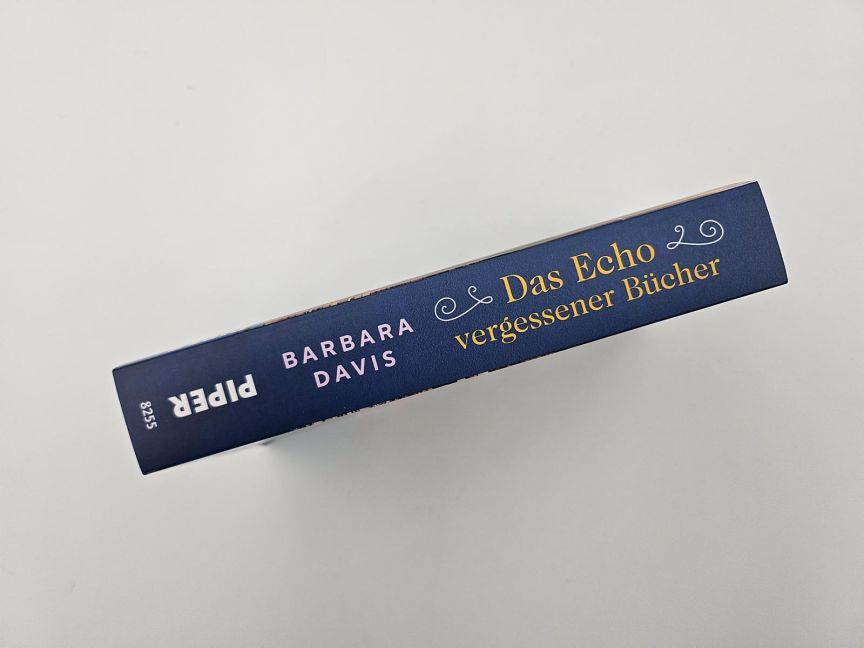 Das Echo
vergessener Bücher
BARBARA
DAVIS
PIPER
8255